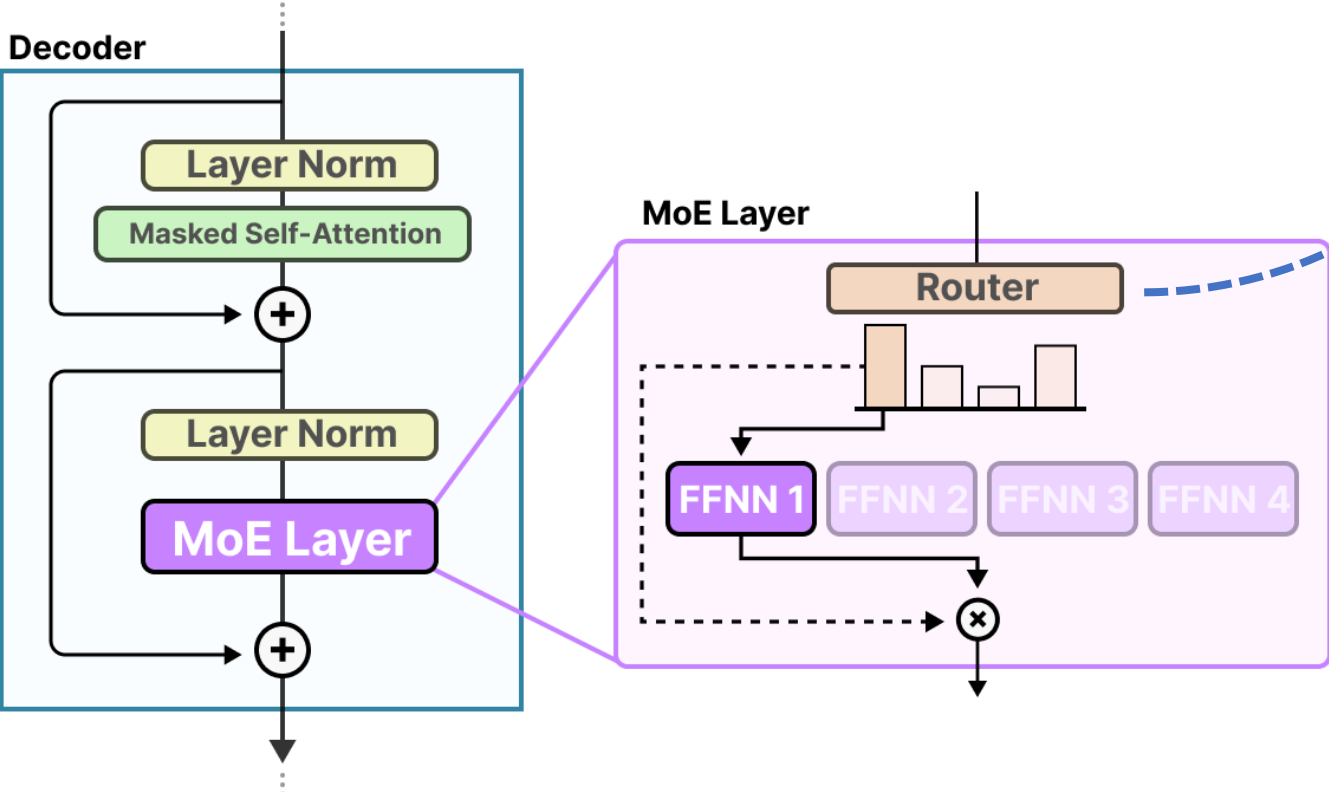 Decoder
Layer Norm
Masked Self-Attention
Layer Norm
MoE Layer
MoE Layer
Router
FFNN 1
FFNN 2
FFNN 3
FFNN 4